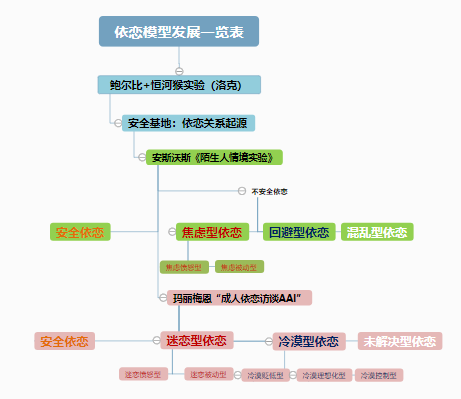 依恋模型发展一览表
鲍尔比+恒河猴实验（洛克）
安全基地：依恋关系起源
安斯沃斯《陌生人情境实验》
不安全依恋
安全依恋 焦虑型依恋 回避型依恋 混乱型依恋
焦虑愤怒型 焦虑被动型
玛丽梅恩“成人依恋访谈AAI”
安全依恋 迷恋型依恋 冷漠型依恋 未解决型依恋
迷恋愤怒型 迷恋被动型 冷漠贬低型 冷漠理想化型 冷漠控制型